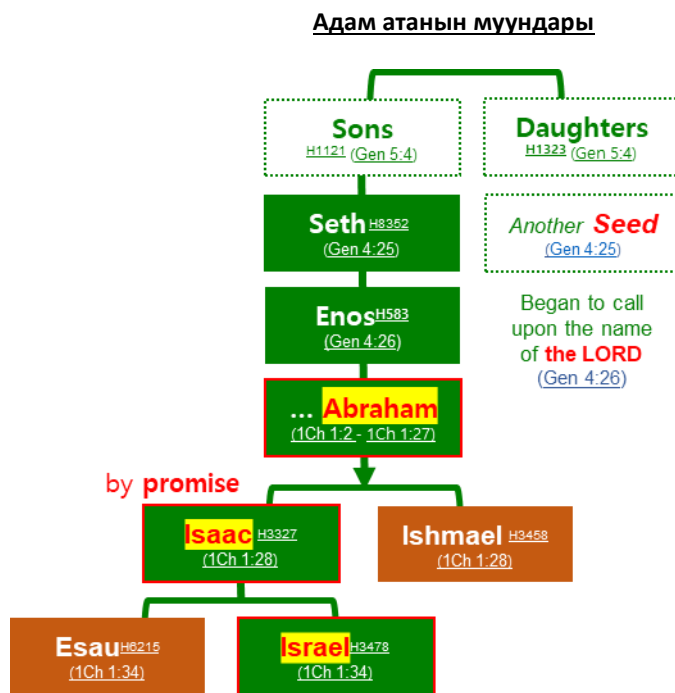 Адам атанын муундары
Sons
H1121 (Gen 5:4)
Daughters
H1323 (Gen 5:4)
Seth H8352
(Gen 4:25)
Another Seed
(Gen 4:25)
Enos H583
(Gen 4:26)
Began to call
upon the name
of the LORD
(Gen 4:26)
... Abraham
(1Ch 1:2 - 1Ch 1:27)
by promise
Isaac H3327
(1Ch 1:28)
Ishmael H3458
(1Ch 1:28)
Esau H6215
(1Ch 1:34)
Israel H3478
(1Ch 1:34)